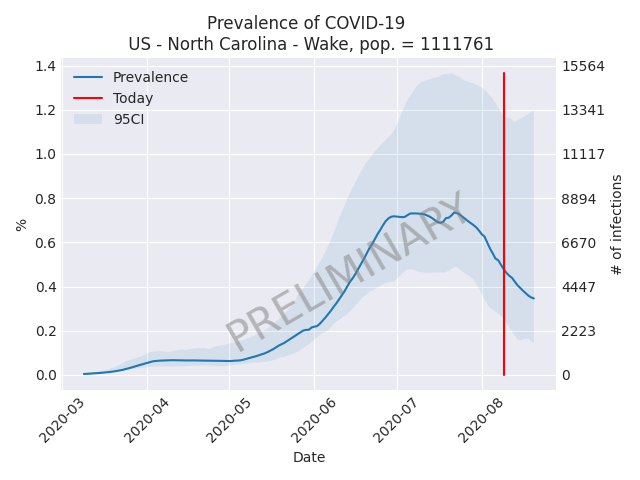 Prevalence of COVID-19
US - North Carolina - Wake, pop. = 1111761
Prevalence
Today
95CI
PRELIMINARY
1.4
1.2
1.0
0.8
0.6
0.4
0.2
0.0
%
15564
13341
11117
8894
6670
4447
2223
0
# of infections
2020-03
2020-04
2020-05
2020-06
2020-07
2020-08
Date